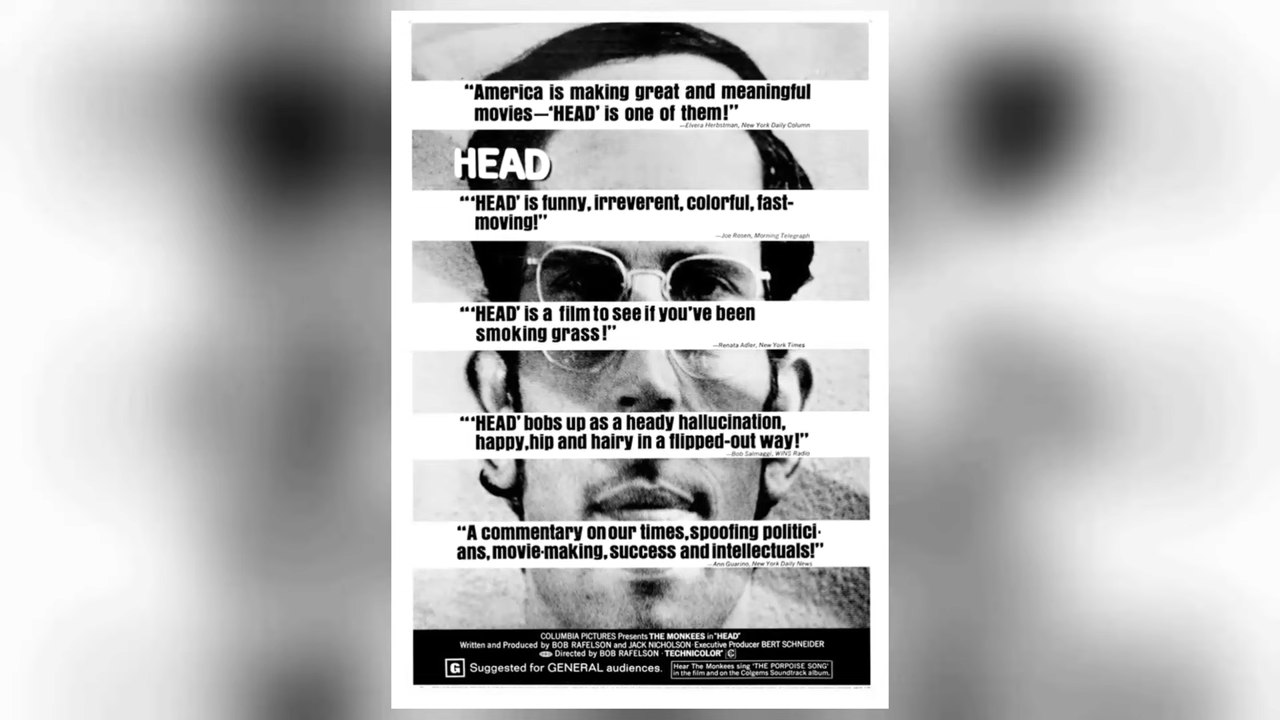 “America is making great and meaningful
movies—‘HEAD’ is one of them!”
—Elvera Herbstman, New York Daily Column
HEAD
“‘HEAD’ is funny, irreverent, colorful, fast-
moving!”
—Joe Rosen, Morning Telegraph
“‘HEAD’ is a film to see if you’ve been
smoking grass!”
—Renata Adler, New York Times
“‘HEAD’ bobs up as a heady hallucination,
happy, hip and hairy in a flipped-out way!”
—Bob Salmaggi, WINS Radio
“A commentary on our times, spoofing politici-
ans, movie-making, success and intellectuals!”
—Ann Guarino, New York Daily News
COLUMBIA PICTURES Presents THE MONKEES in "HEAD"
Written and Produced by BOB RAFELSON and JACK NICHOLSON · Executive Producer BERT SCHNEIDER
Directed by BOB RAFELSON · TECHNICOLOR®
G Suggested for GENERAL audiences.
Hear The Monkees sing "THE PORPOISE SONG"
in the film and on the Colgems Soundtrack album.